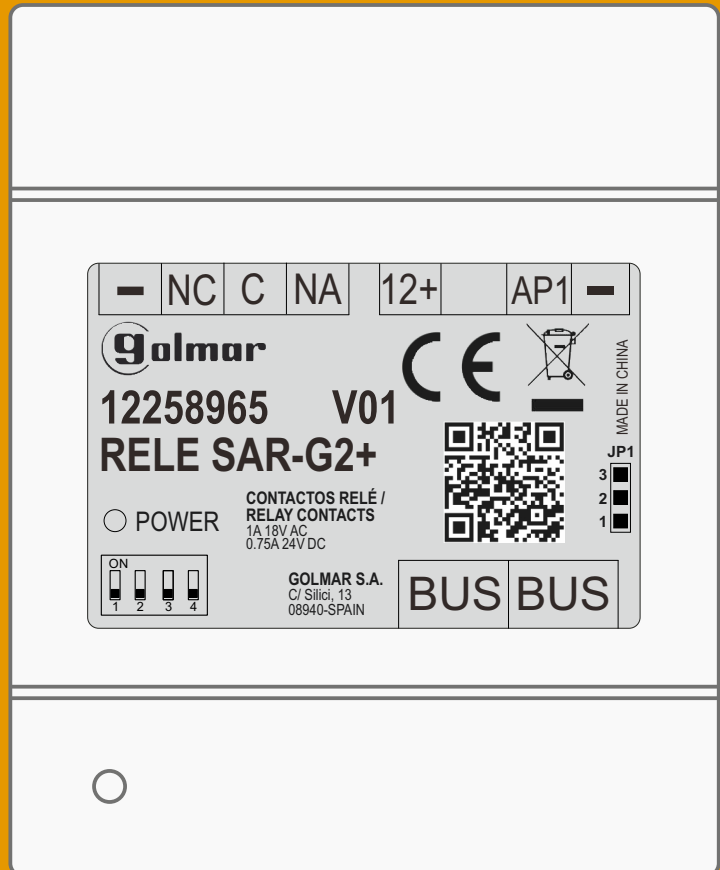 – NC C NA 12+ AP1 –
golmar
12258965 V01
RELE SAR-G2+
MADE IN CHINA
JP1
3
2
1
POWER
CONTACTOS RELÉ /
RELAY CONTACTS
1A 18V AC
0.75A 24V DC
ON
1 2 3 4
GOLMAR S.A.
C/ Silici, 13
08940-SPAIN
BUS BUS